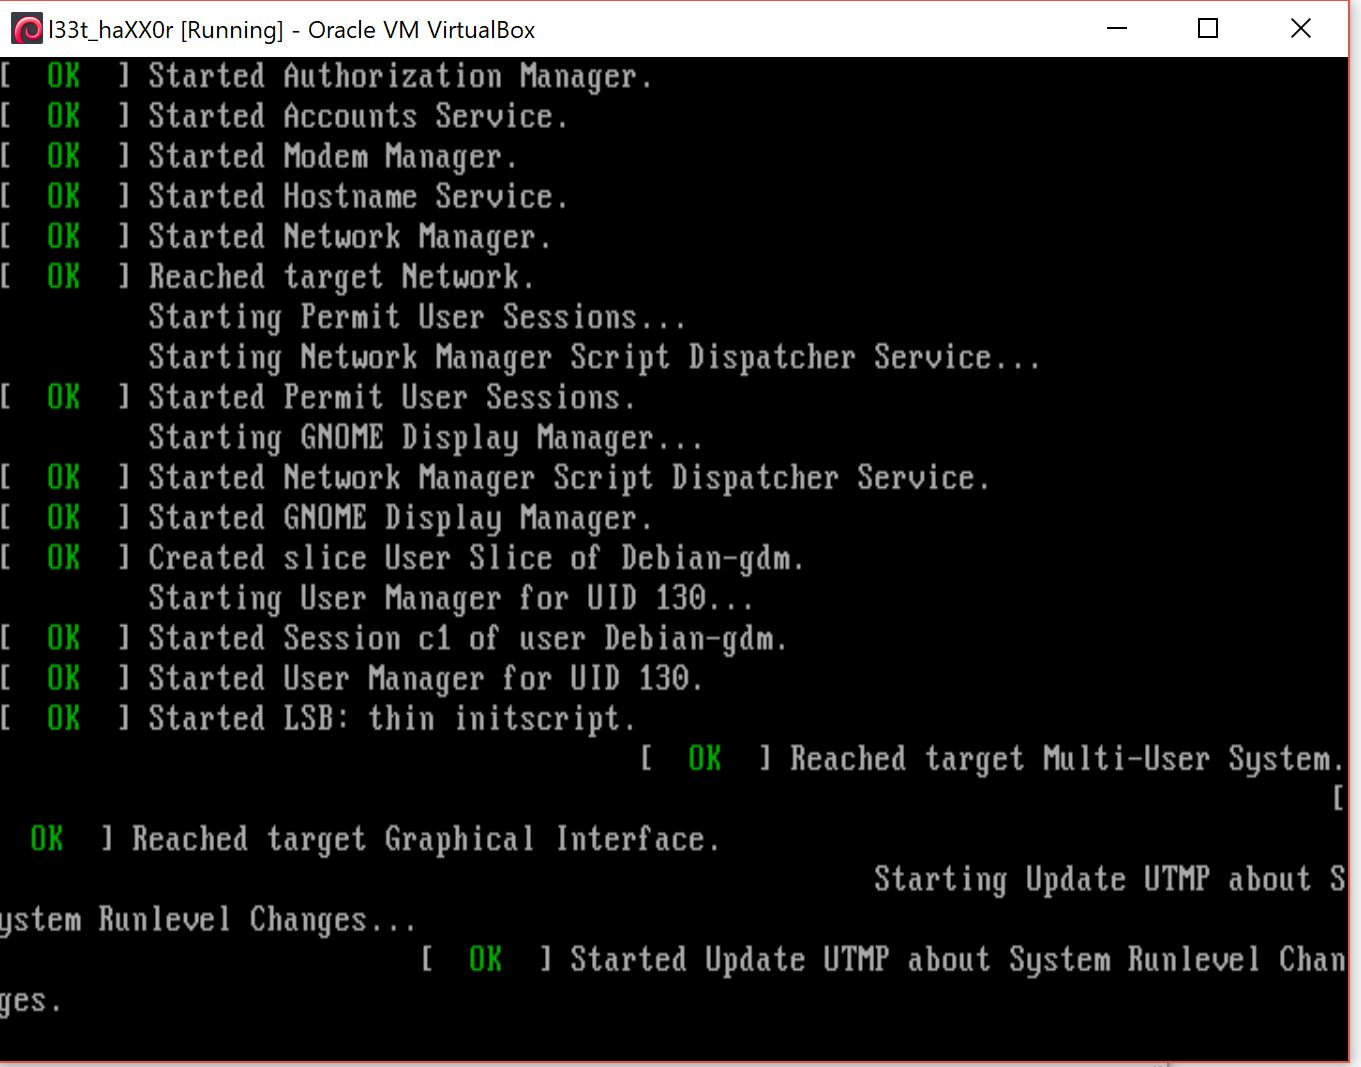 l33t_haXX0r [Running] - Oracle VM VirtualBox
[  OK  ] Started Authorization Manager.
[  OK  ] Started Accounts Service.
[  OK  ] Started Modem Manager.
[  OK  ] Started Hostname Service.
[  OK  ] Started Network Manager.
[  OK  ] Reached target Network.
Starting Permit User Sessions...
Starting Network Manager Script Dispatcher Service...
[  OK  ] Started Permit User Sessions.
Starting GNOME Display Manager...
[  OK  ] Started Network Manager Script Dispatcher Service.
[  OK  ] Started GNOME Display Manager.
[  OK  ] Created slice User Slice of Debian-gdm.
Starting User Manager for UID 130...
[  OK  ] Started Session c1 of user Debian-gdm.
[  OK  ] Started User Manager for UID 130.
[  OK  ] Started LSB: thin initscript.
[  OK  ] Reached target Multi-User System.
[
OK  ] Reached target Graphical Interface.
Starting Update UTMP about S
ystem Runlevel Changes...
[  OK  ] Started Update UTMP about System Runlevel Chan
ges.